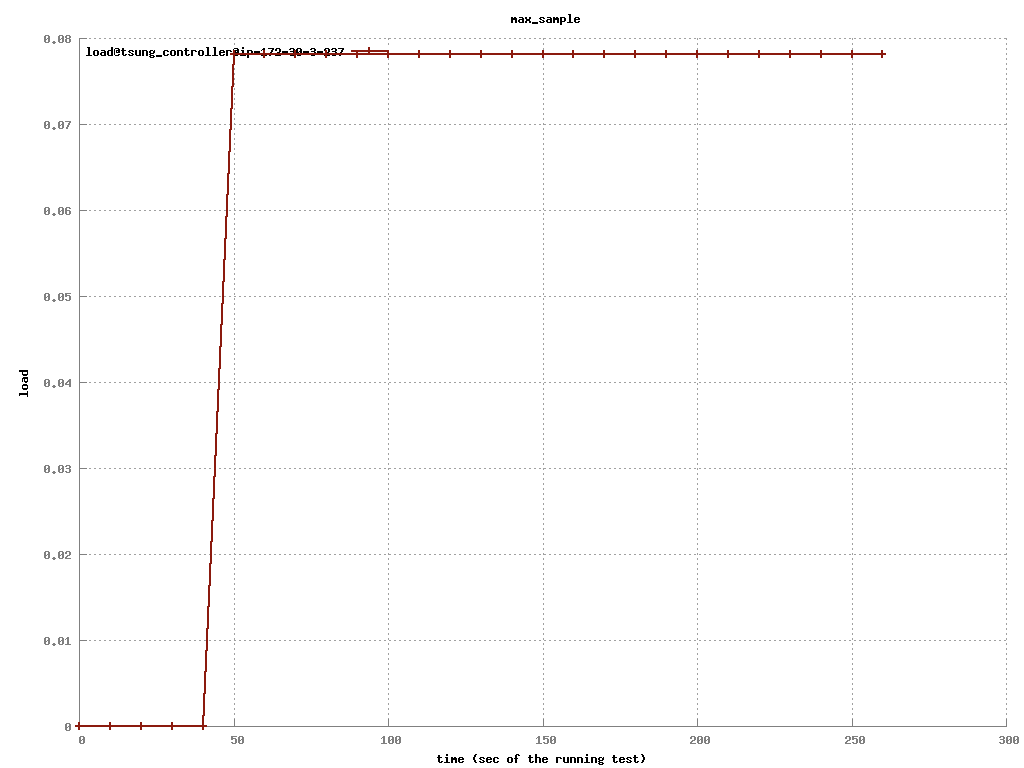 max_sample
load@tsung_controller@ip-172-30-3-237
0.08
0.07
0.06
0.05
0.04
0.03
0.02
0.01
0
load
0 50 100 150 200 250 300
time (sec of the running test)